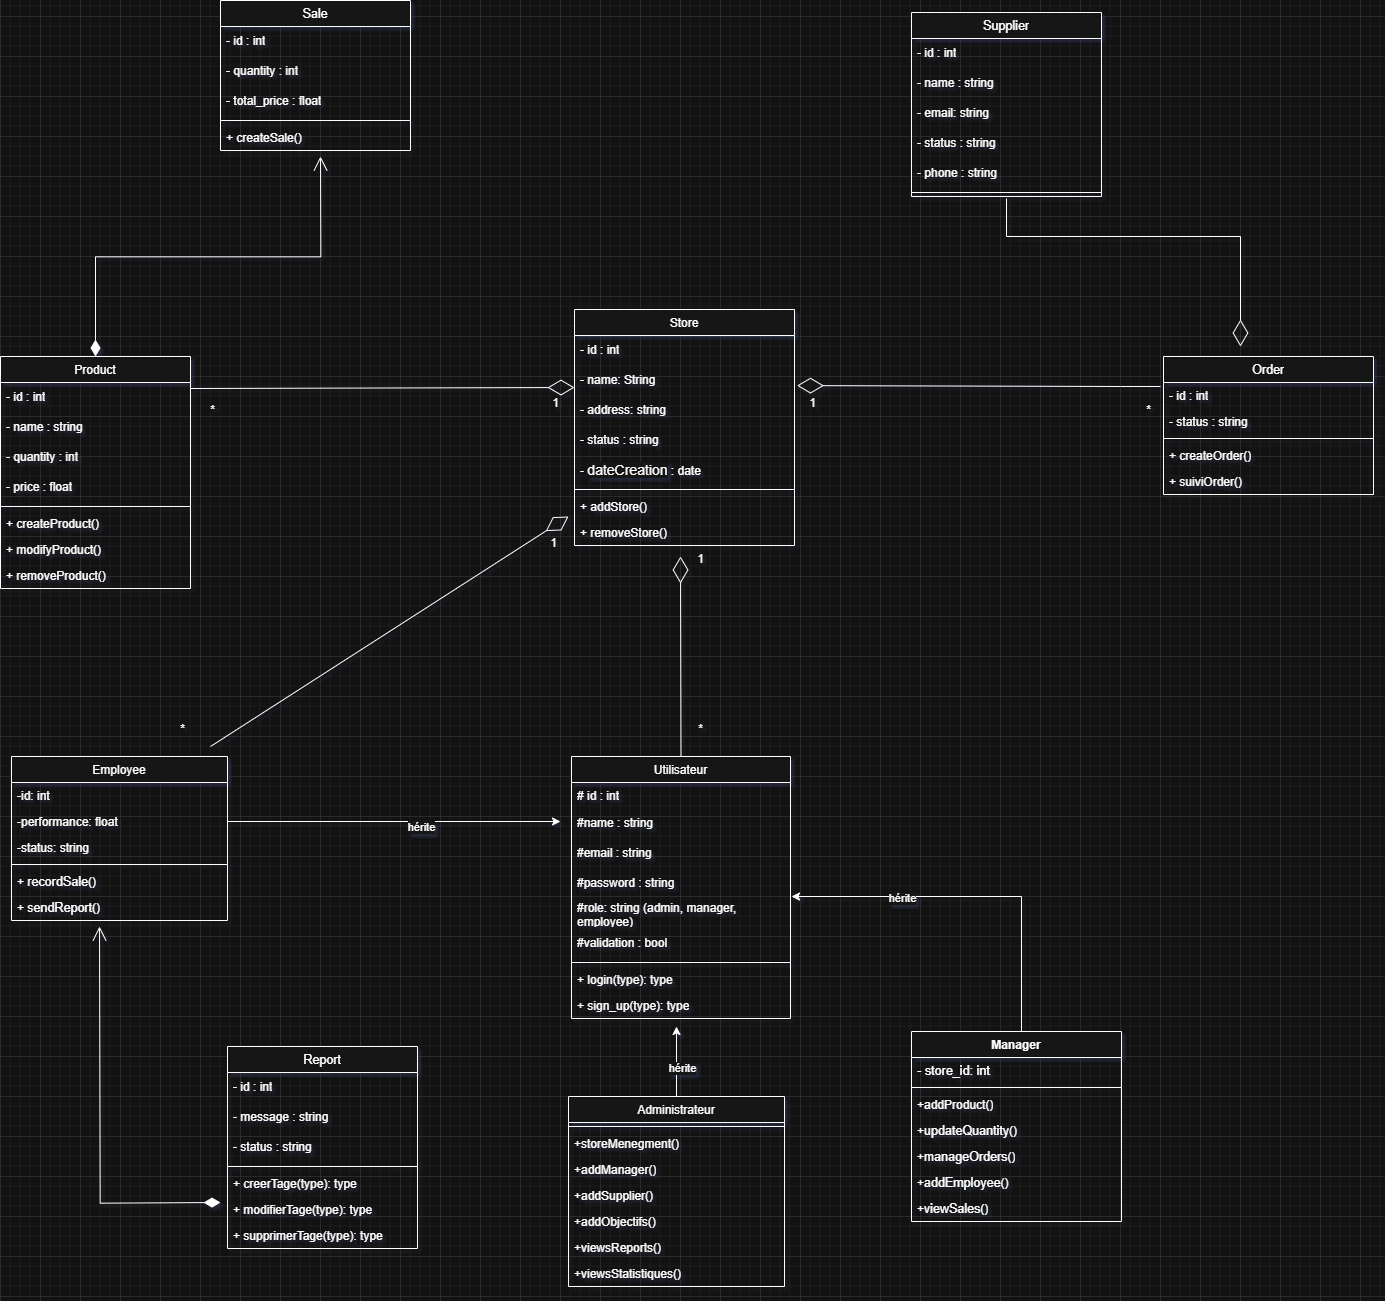 Sale
- id : int
- quantity : int
- total_price : float
+ createSale()
Supplier
- id : int
- name : string
- email: string
- status : string
- phone : string
Product
- id : int
- name : string
- quantity : int
- price : float
+ createProduct()
+ modifyProduct()
+ removeProduct()
*
1
Store
- id : int
- name: String
- address: string
- status : string
- dateCreation : date
+ addStore()
+ removeStore()
1
*
Order
- id : int
- status : string
+ createOrder()
+ suiviOrder()
1
*
1
*
Employee
-id: int
-performance: float
-status: string
+ recordSale()
+ sendReport()
hérite
Utilisateur
# id : int
#name : string
#email : string
#password : string
#role: string (admin, manager,
employee)
#validation : bool
+ login(type): type
+ sign_up(type): type
hérite
hérite
Report
- id : int
- message : string
- status : string
+ creerTage(type): type
+ modifierTage(type): type
+ supprimerTage(type): type
Administrateur
+storeMenegment()
+addManager()
+addSupplier()
+addObjectifs()
+viewsReports()
+viewsStatistiques()
Manager
- store_id: int
+addProduct()
+updateQuantity()
+manageOrders()
+addEmployee()
+viewSales()